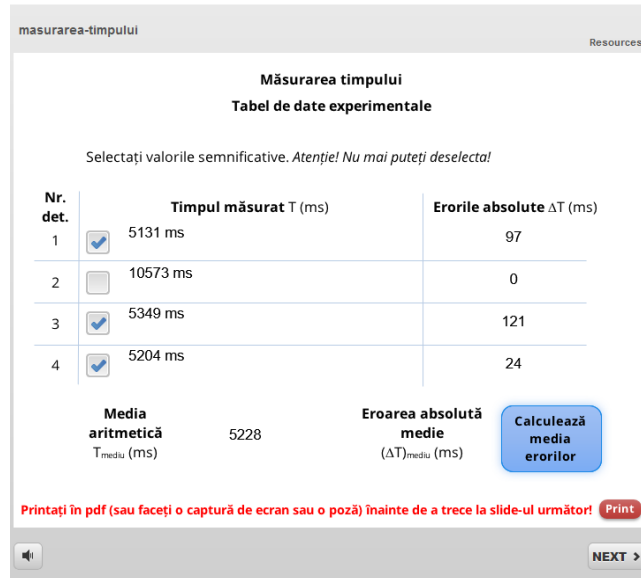 masurarea-timpului
Resources
Măsurarea timpului
Tabel de date experimentale
Selectați valorile semnificative. Atenție! Nu mai puteți deselecta!
Nr. det. Timpul măsurat T (ms) Erorile absolute ΔT (ms)
1 5131 ms 97
2 10573 ms 0
3 5349 ms 121
4 5204 ms 24
Media
aritmetică
Tmediu (ms)
5228
Eroarea absolută
medie
(ΔT)mediu (ms)
Calculează
media
erorilor
Printați în pdf (sau faceți o captură de ecran sau o poză) înainte de a trece la slide-ul următor! Print
NEXT >